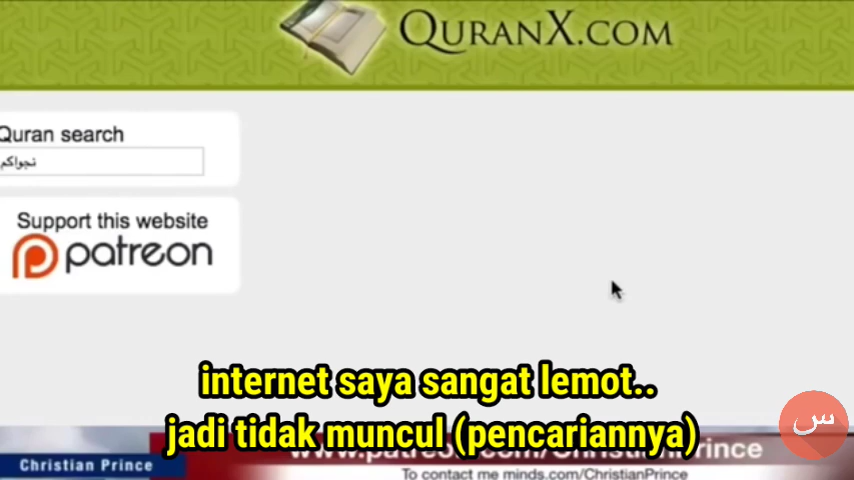 QURANX.COM
Quran search
نجواكم
Support this website
patreon
internet saya sangat lemot..
jadi tidak muncul (pencariannya)
س
www.patreon.com/ChristianPrince
Christian Prince
To contact me minds.com/ChristianPrince